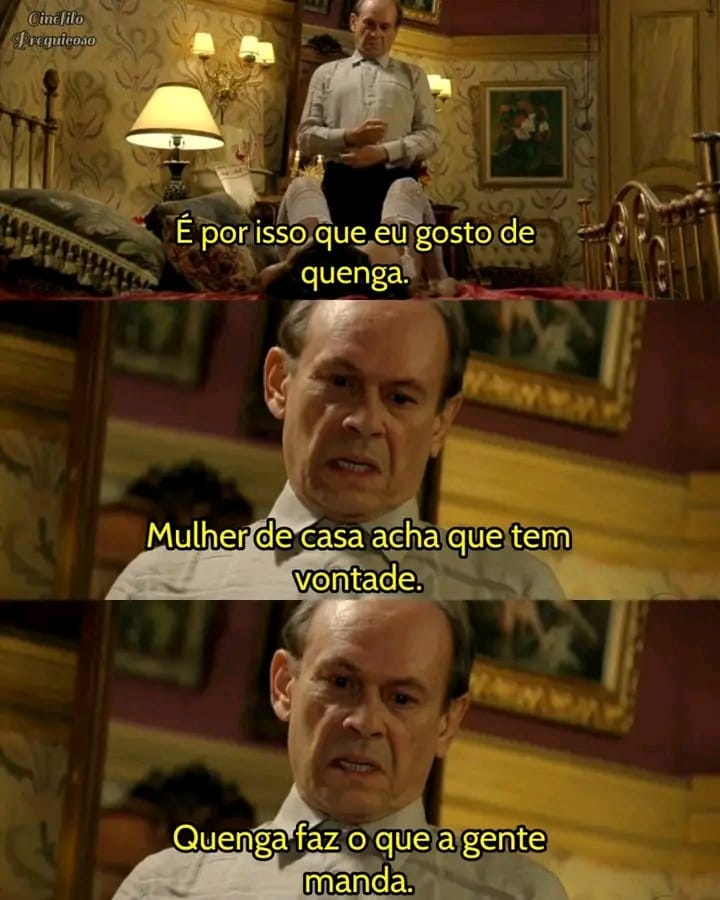 Cinéfilo
Preguiçoso
É por isso que eu gosto de
quenga.
Mulher de casa acha que tem
vontade.
Quenga faz o que a gente
manda.